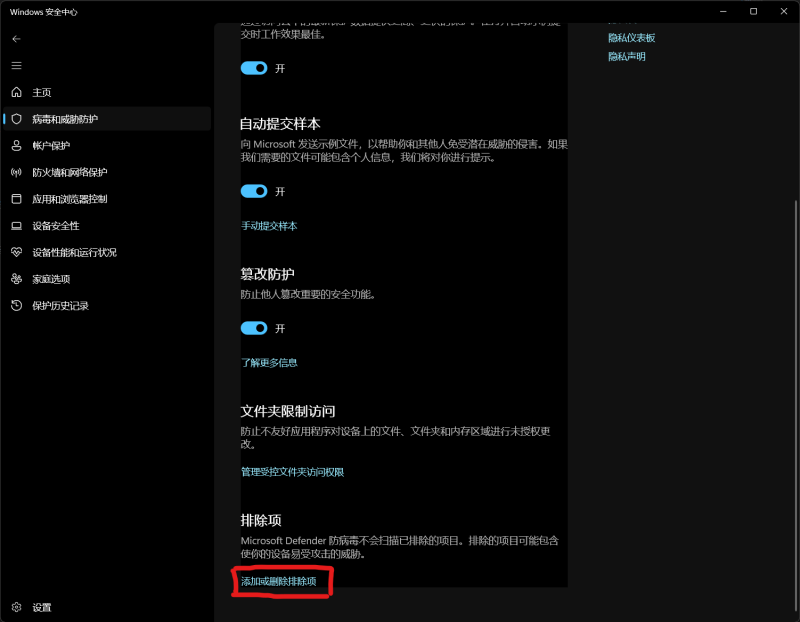 Windows 安全中心
主页
病毒和威胁防护
帐户保护
防火墙和网络保护
应用和浏览器控制
设备安全性
设备性能和运行状况
家庭选项
保护历史记录
设置
交时工作效果最佳。
开
自动提交样本
向 Microsoft 发送示例文件，以帮助你和其他人免受潜在威胁的侵害。如果
我们需要的文件可能包含个人信息，我们将对你进行提示。
开
手动提交样本
篡改防护
防止他人篡改重要的安全功能。
开
了解更多信息
文件夹限制访问
防止不友好应用程序对设备上的文件、文件夹和内存区域进行未授权更
改。
管理受控文件夹访问权限
排除项
Microsoft Defender 防病毒不会扫描已排除的项目。排除的项目可能包含
使你的设备易受攻击的威胁。
添加或删除排除项
隐私仪表板
隐私声明